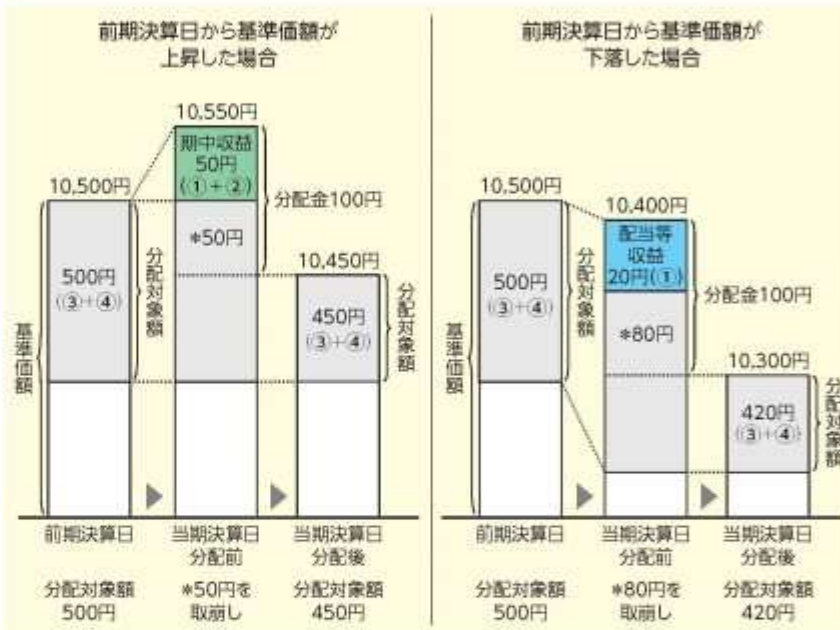 前期決算日から基準価額が
上昇した場合
10,550円
期中収益
50円
(①+②)
10,500円
分配金100円
*50円
10,450円
500円
(③+④)
分配対象額
450円
(③+④)
分配対象額
基準価額
前期決算日
当期決算日
分配前
当期決算日
分配後
分配対象額
500円
*50円を
取崩し
分配対象額
450円
前期決算日から基準価額が
下落した場合
10,500円
10,400円
配当等
収益
20円(①)
500円
(③+④)
分配対象額
分配金100円
*80円
10,300円
420円
(③+④)
分配対象額
基準価額
前期決算日
当期決算日
分配前
当期決算日
分配後
分配対象額
500円
*80円を
取崩し
分配対象額
420円